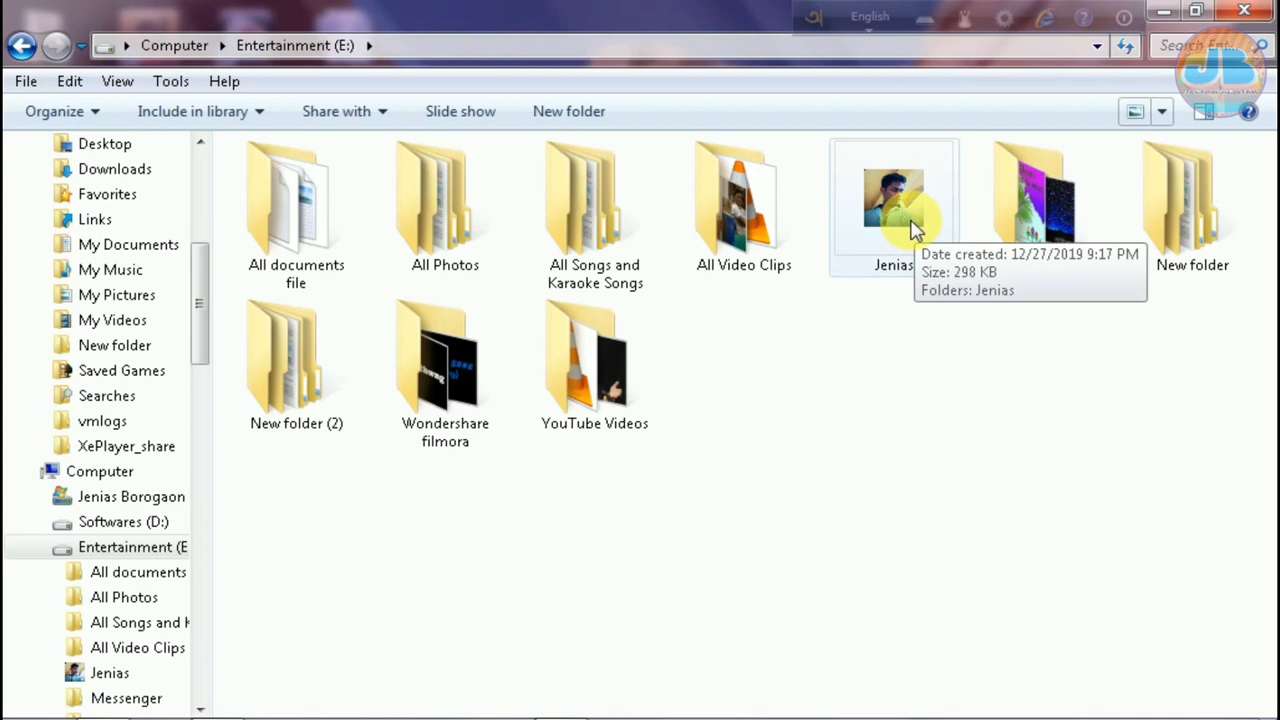 English
Computer
Entertainment (E:)
Search Ent...
File
Edit
View
Tools
Help
Organize
Include in library
Share with
Slide show
New folder
Desktop
Downloads
Favorites
Links
My Documents
My Music
My Pictures
My Videos
New folder
Saved Games
Searches
vmlogs
XePlayer_share
Computer
Jenias Borogaon
Softwares (D:)
Entertainment (E
All documents
All Photos
All Songs and K
All Video Clips
Jenias
Messenger
All documents
file
All Photos
All Songs and
Karaoke Songs
All Video Clips
Jenias
New folder
Date created: 12/27/2019 9:17 PM
Size: 298 KB
Folders: Jenias
New folder (2)
Wondershare
filmora
YouTube Videos
JB